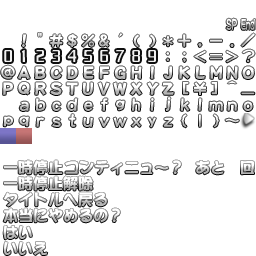 SP End
! " # $ % & ' ( ) * + , - . /
0 1 2 3 4 5 6 7 8 9 : ; < = > ?
@ A B C D E F G H I J K L M N O
P Q R S T U V W X Y Z [ ¥ ] ^ _
a b c d e f g h i j k l m n o
p q r s t u v w x y z ( | ) ~
一時停止コンティニュ～？ あと 回
一時停止解除
タイトルへ戻る
本当にやめるの？
はい
いいえ